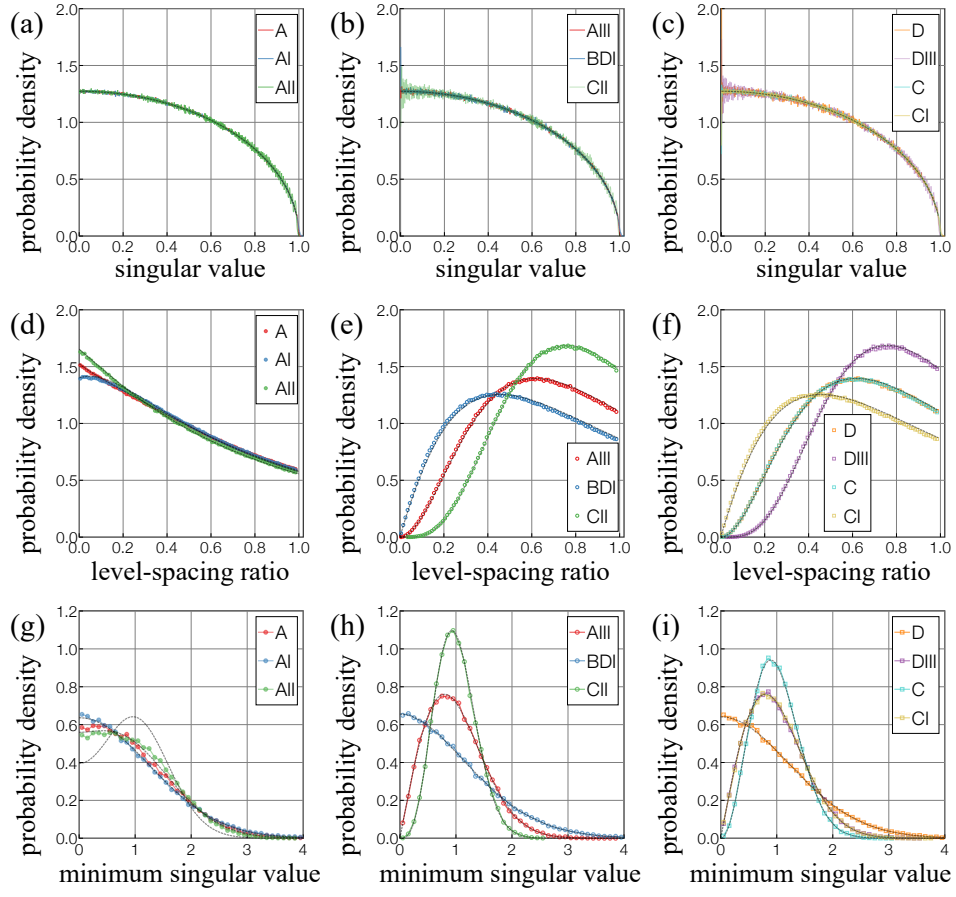 (a)
probability density
2.0
1.5
1.0
0.5
0.0
0.0 0.2 0.4 0.6 0.8 1.0
singular value
A
AI
AII
(b)
probability density
2.0
1.5
1.0
0.5
0.0
0.0 0.2 0.4 0.6 0.8 1.0
singular value
AIII
BDI
CII
(c)
probability density
2.0
1.5
1.0
0.5
0.0
0.0 0.2 0.4 0.6 0.8 1.0
singular value
D
DIII
C
CI
(d)
probability density
2.0
1.5
1.0
0.5
0.0
0.0 0.2 0.4 0.6 0.8 1.0
level-spacing ratio
A
AI
AII
(e)
probability density
2.0
1.5
1.0
0.5
0.0
0.0 0.2 0.4 0.6 0.8 1.0
level-spacing ratio
AIII
BDI
CII
(f)
probability density
2.0
1.5
1.0
0.5
0.0
0.0 0.2 0.4 0.6 0.8 1.0
level-spacing ratio
D
DIII
C
CI
(g)
probability density
1.2
1.0
0.8
0.6
0.4
0.2
0.0
0 1 2 3 4
minimum singular value
A
AI
AII
(h)
probability density
1.2
1.0
0.8
0.6
0.4
0.2
0.0
0 1 2 3 4
minimum singular value
AIII
BDI
CII
(i)
probability density
1.2
1.0
0.8
0.6
0.4
0.2
0.0
0 1 2 3 4
minimum singular value
D
DIII
C
CI